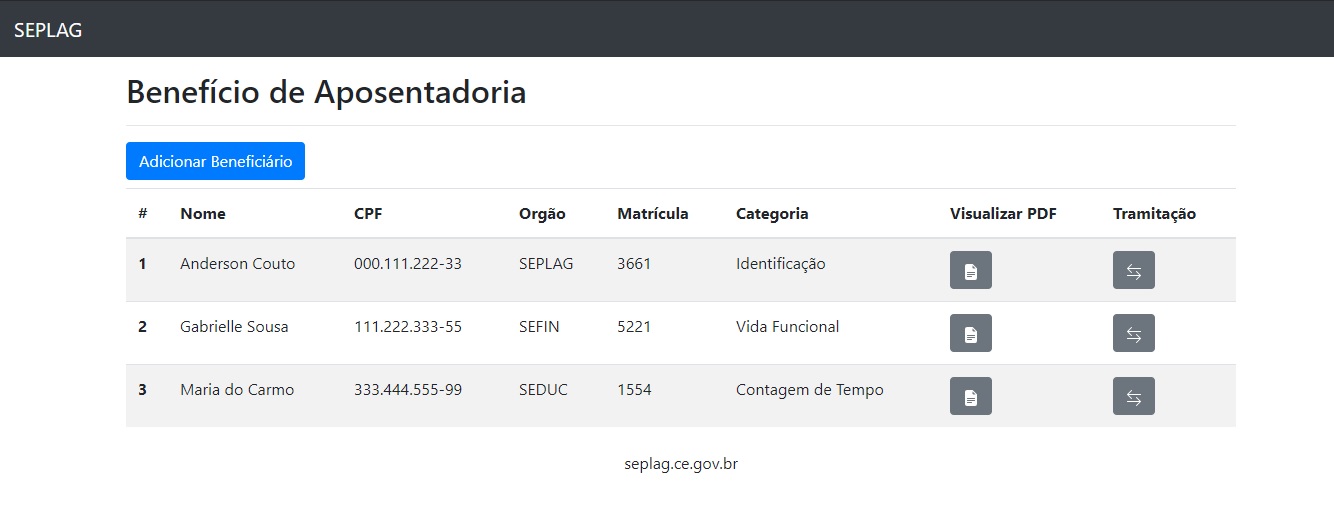 SEPLAG
Benefício de Aposentadoria
Adicionar Beneficiário
# Nome CPF Orgão Matrícula Categoria Visualizar PDF Tramitação
1 Anderson Couto 000.111.222-33 SEPLAG 3661 Identificação
2 Gabrielle Sousa 111.222.333-55 SEFIN 5221 Vida Funcional
3 Maria do Carmo 333.444.555-99 SEDUC 1554 Contagem de Tempo
seplag.ce.gov.br